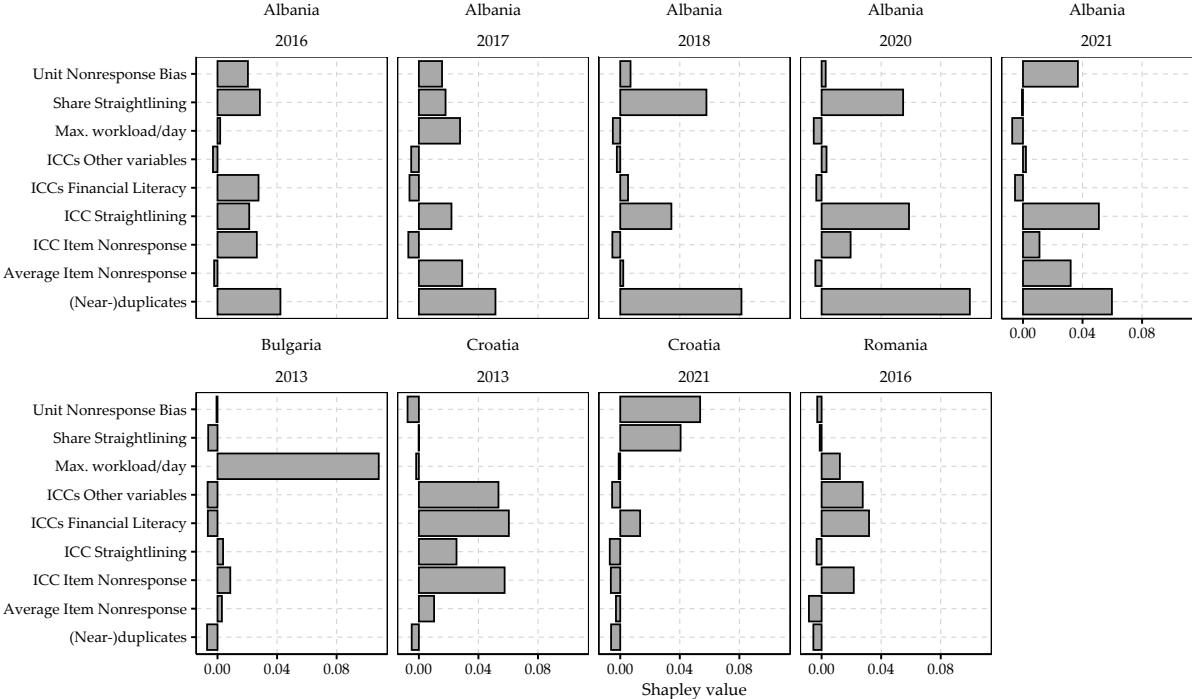 Albania Albania Albania Albania Albania
2016 2017 2018 2020 2021
Unit Nonresponse Bias
Share Straightlining
Max. workload/day
ICCs Other variables
ICCs Financial Literacy
ICC Straightlining
ICC Item Nonresponse
Average Item Nonresponse
(Near-)duplicates
0.00 0.04 0.08
Bulgaria Croatia Croatia Romania
2013 2013 2021 2016
Unit Nonresponse Bias
Share Straightlining
Max. workload/day
ICCs Other variables
ICCs Financial Literacy
ICC Straightlining
ICC Item Nonresponse
Average Item Nonresponse
(Near-)duplicates
0.00 0.04 0.08 0.00 0.04 0.08 0.00 0.04 0.08 0.00 0.04 0.08
Shapley value